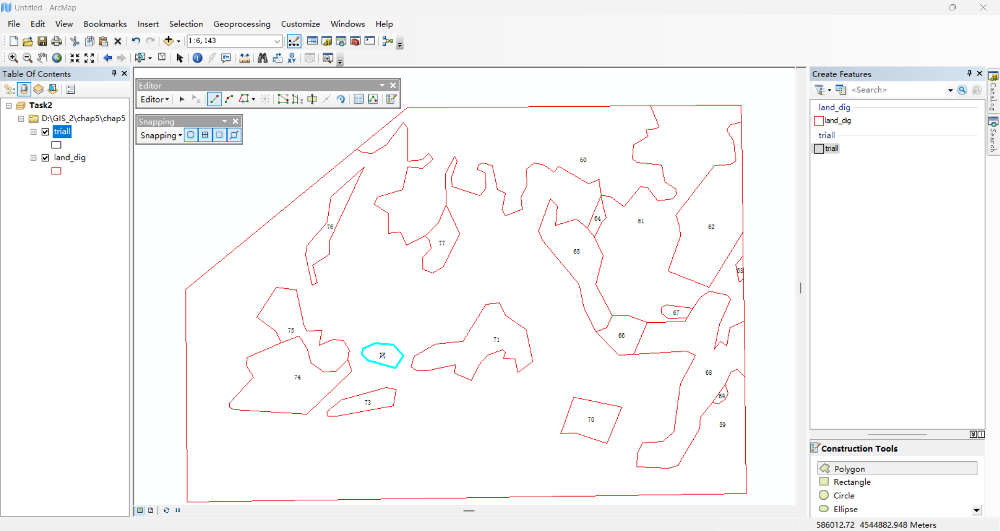 Untitled - ArcMap
File Edit View Bookmarks Insert Selection Geoprocessing Customize Windows Help
1:6,143
Table Of Contents
Task2
D:\GIS_2\chap5\chap5
triall
land_dig
Editor
Editor
Snapping
Snapping
60
64
61
62
76
77
65
63
67
75
66
71
74
68
73
69
70
59
Create Features
<Search>
land_dig
land_dig
triall
triall
Construction Tools
Polygon
Rectangle
Circle
Ellipse
Catalog
Search
586012.72 4544882.948 Meters